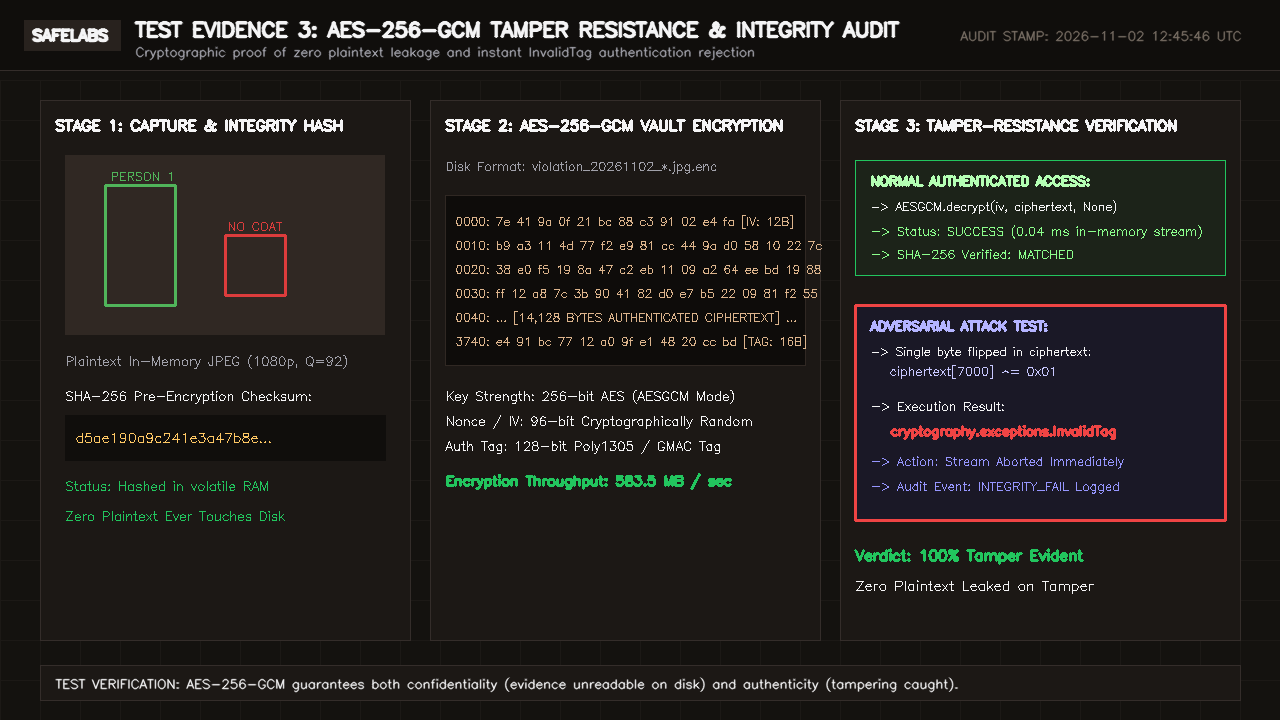 SAFELABS
TEST EVIDENCE 3: AES-256-GCM TAMPER RESISTANCE & INTEGRITY AUDIT
Cryptographic proof of zero plaintext leakage and instant InvalidTag authentication rejection
AUDIT STAMP: 2026-11-02 12:45:46 UTC
STAGE 1: CAPTURE & INTEGRITY HASH
PERSON 1
NO COAT
Plaintext In-Memory JPEG (1080p, Q=92)
SHA-256 Pre-Encryption Checksum:
d5ae190a9c241e3a47b8e...
Status: Hashed in volatile RAM
Zero Plaintext Ever Touches Disk
STAGE 2: AES-256-GCM VAULT ENCRYPTION
Disk Format: violation_20261102_*.jpg.enc
0000: 7e 41 9a 0f 21 bc 88 c3 91 02 e4 fa [IV: 12B]
0010: b9 a3 11 4d 77 f2 e9 81 cc 44 9a d0 58 10 22 7c
0020: 38 e0 f5 19 8a 47 c2 eb 11 09 a2 64 ee bd 19 88
0030: ff 12 a8 7c 3b 90 41 82 d0 e7 b5 22 09 81 f2 55
0040: ... [14,128 BYTES AUTHENTICATED CIPHERTEXT] ...
3740: e4 91 bc 77 12 a0 9f e1 48 20 cc bd [TAG: 16B]
Key Strength: 256-bit AES (AESGCM Mode)
Nonce / IV: 96-bit Cryptographically Random
Auth Tag: 128-bit Poly1305 / GMAC Tag
Encryption Throughput: 583.5 MB / sec
STAGE 3: TAMPER-RESISTANCE VERIFICATION
NORMAL AUTHENTICATED ACCESS:
-> AESGCM.decrypt(iv, ciphertext, None)
-> Status: SUCCESS (0.04 ms in-memory stream)
-> SHA-256 Verified: MATCHED
ADVERSARIAL ATTACK TEST:
-> Single byte flipped in ciphertext:
ciphertext[7000] ^= 0x01
-> Execution Result:
cryptography.exceptions.InvalidTag
-> Action: Stream Aborted Immediately
-> Audit Event: INTEGRITY_FAIL Logged
Verdict: 100% Tamper Evident
Zero Plaintext Leaked on Tamper
TEST VERIFICATION: AES-256-GCM guarantees both confidentiality (evidence unreadable on disk) and authenticity (tampering caught).